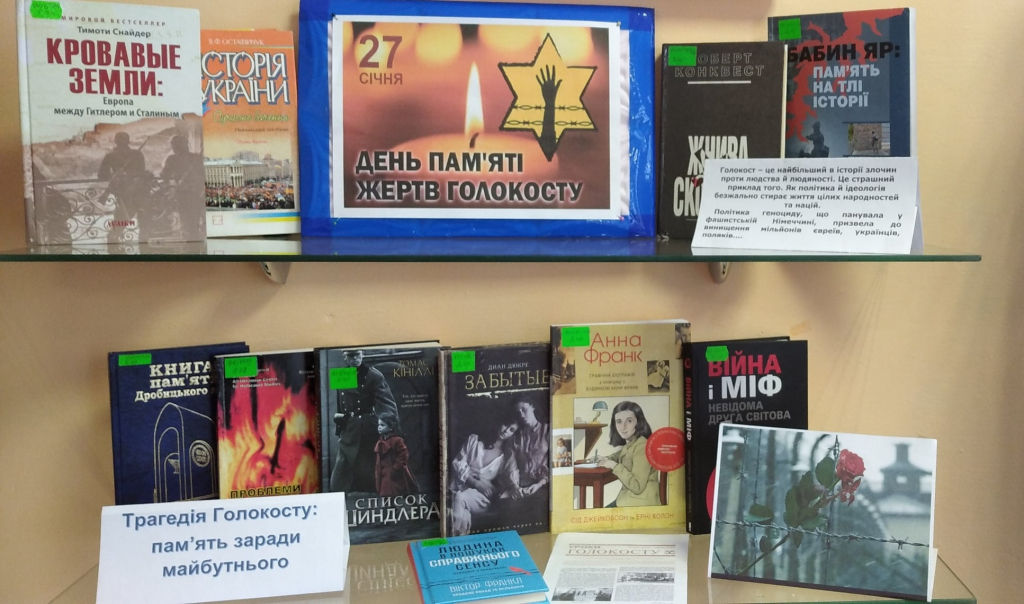 МИРОВОЙ БЕСТСЕЛЛЕР
Тимоти Снайдер
КРОВАВЫЕ
ЗЕМЛИ:
Европа
между Гитлером и Сталиным
В.Ф ОСТАФІЙЧУК
ІСТОРІЯ
УКРАЇНИ
27
СІЧНЯ
ДЕНЬ ПАМ'ЯТІ
ЖЕРТВ ГОЛОКОСТУ
РОБЕРТ
КОНКВЕСТ
ЖНИВА
БАБИН ЯР:
ПАМ'ЯТЬ
НА ТЛІ
ІСТОРІЇ
Голокост – це найбільший в історії злочин
проти людства й людяності. Це страшний
приклад того. Як політика й ідеологія
безжально стирає життя цілих народностей
та націй.
Політика геноциду, що панувала у
фашистській Німеччині, призвела до
винищення мільйонів євреїв, українців,
поляків....
КНИГА
пам'яті
Дробицького
ПРОБЛЕМИ
ТОМАС
КІНІЛЛІ
СПИСОК
ШИНДЛЕРА
ДИАН ДЖЮРЕ
ЗАБЫТЫЕ
Анна
Франк
СІД ДЖЕЙКОБСОН та ЕРНІ КОЛОН
ВІЙНА І МІФ
ВІЙНА
і МІФ
НЕВІДОМА
ДРУГА СВІТОВА
Трагедія Голокосту:
пам'ять заради
майбутнього
ЛЮДИНА
В ПОШУКАХ
СПРАВЖНЬОГО
СЕНСУ
ВІКТОР ФРАНКЛ
УРОКИ
ГОЛОКОСТУ